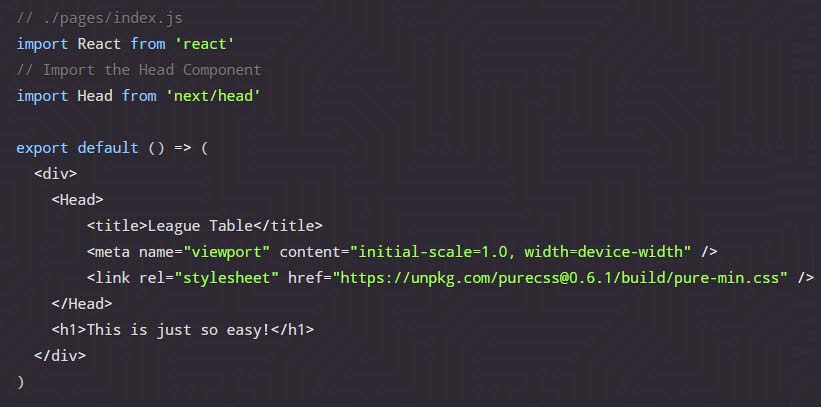 // ./pages/index.js
import React from 'react'
// Import the Head Component
import Head from 'next/head'

export default () => (
  <div>
    <Head>
        <title>League Table</title>
        <meta name="viewport" content="initial-scale=1.0, width=device-width" />
        <link rel="stylesheet" href="https://unpkg.com/purecss@0.6.1/build/pure-min.css" />
    </Head>
    <h1>This is just so easy!</h1>
  </div>
)